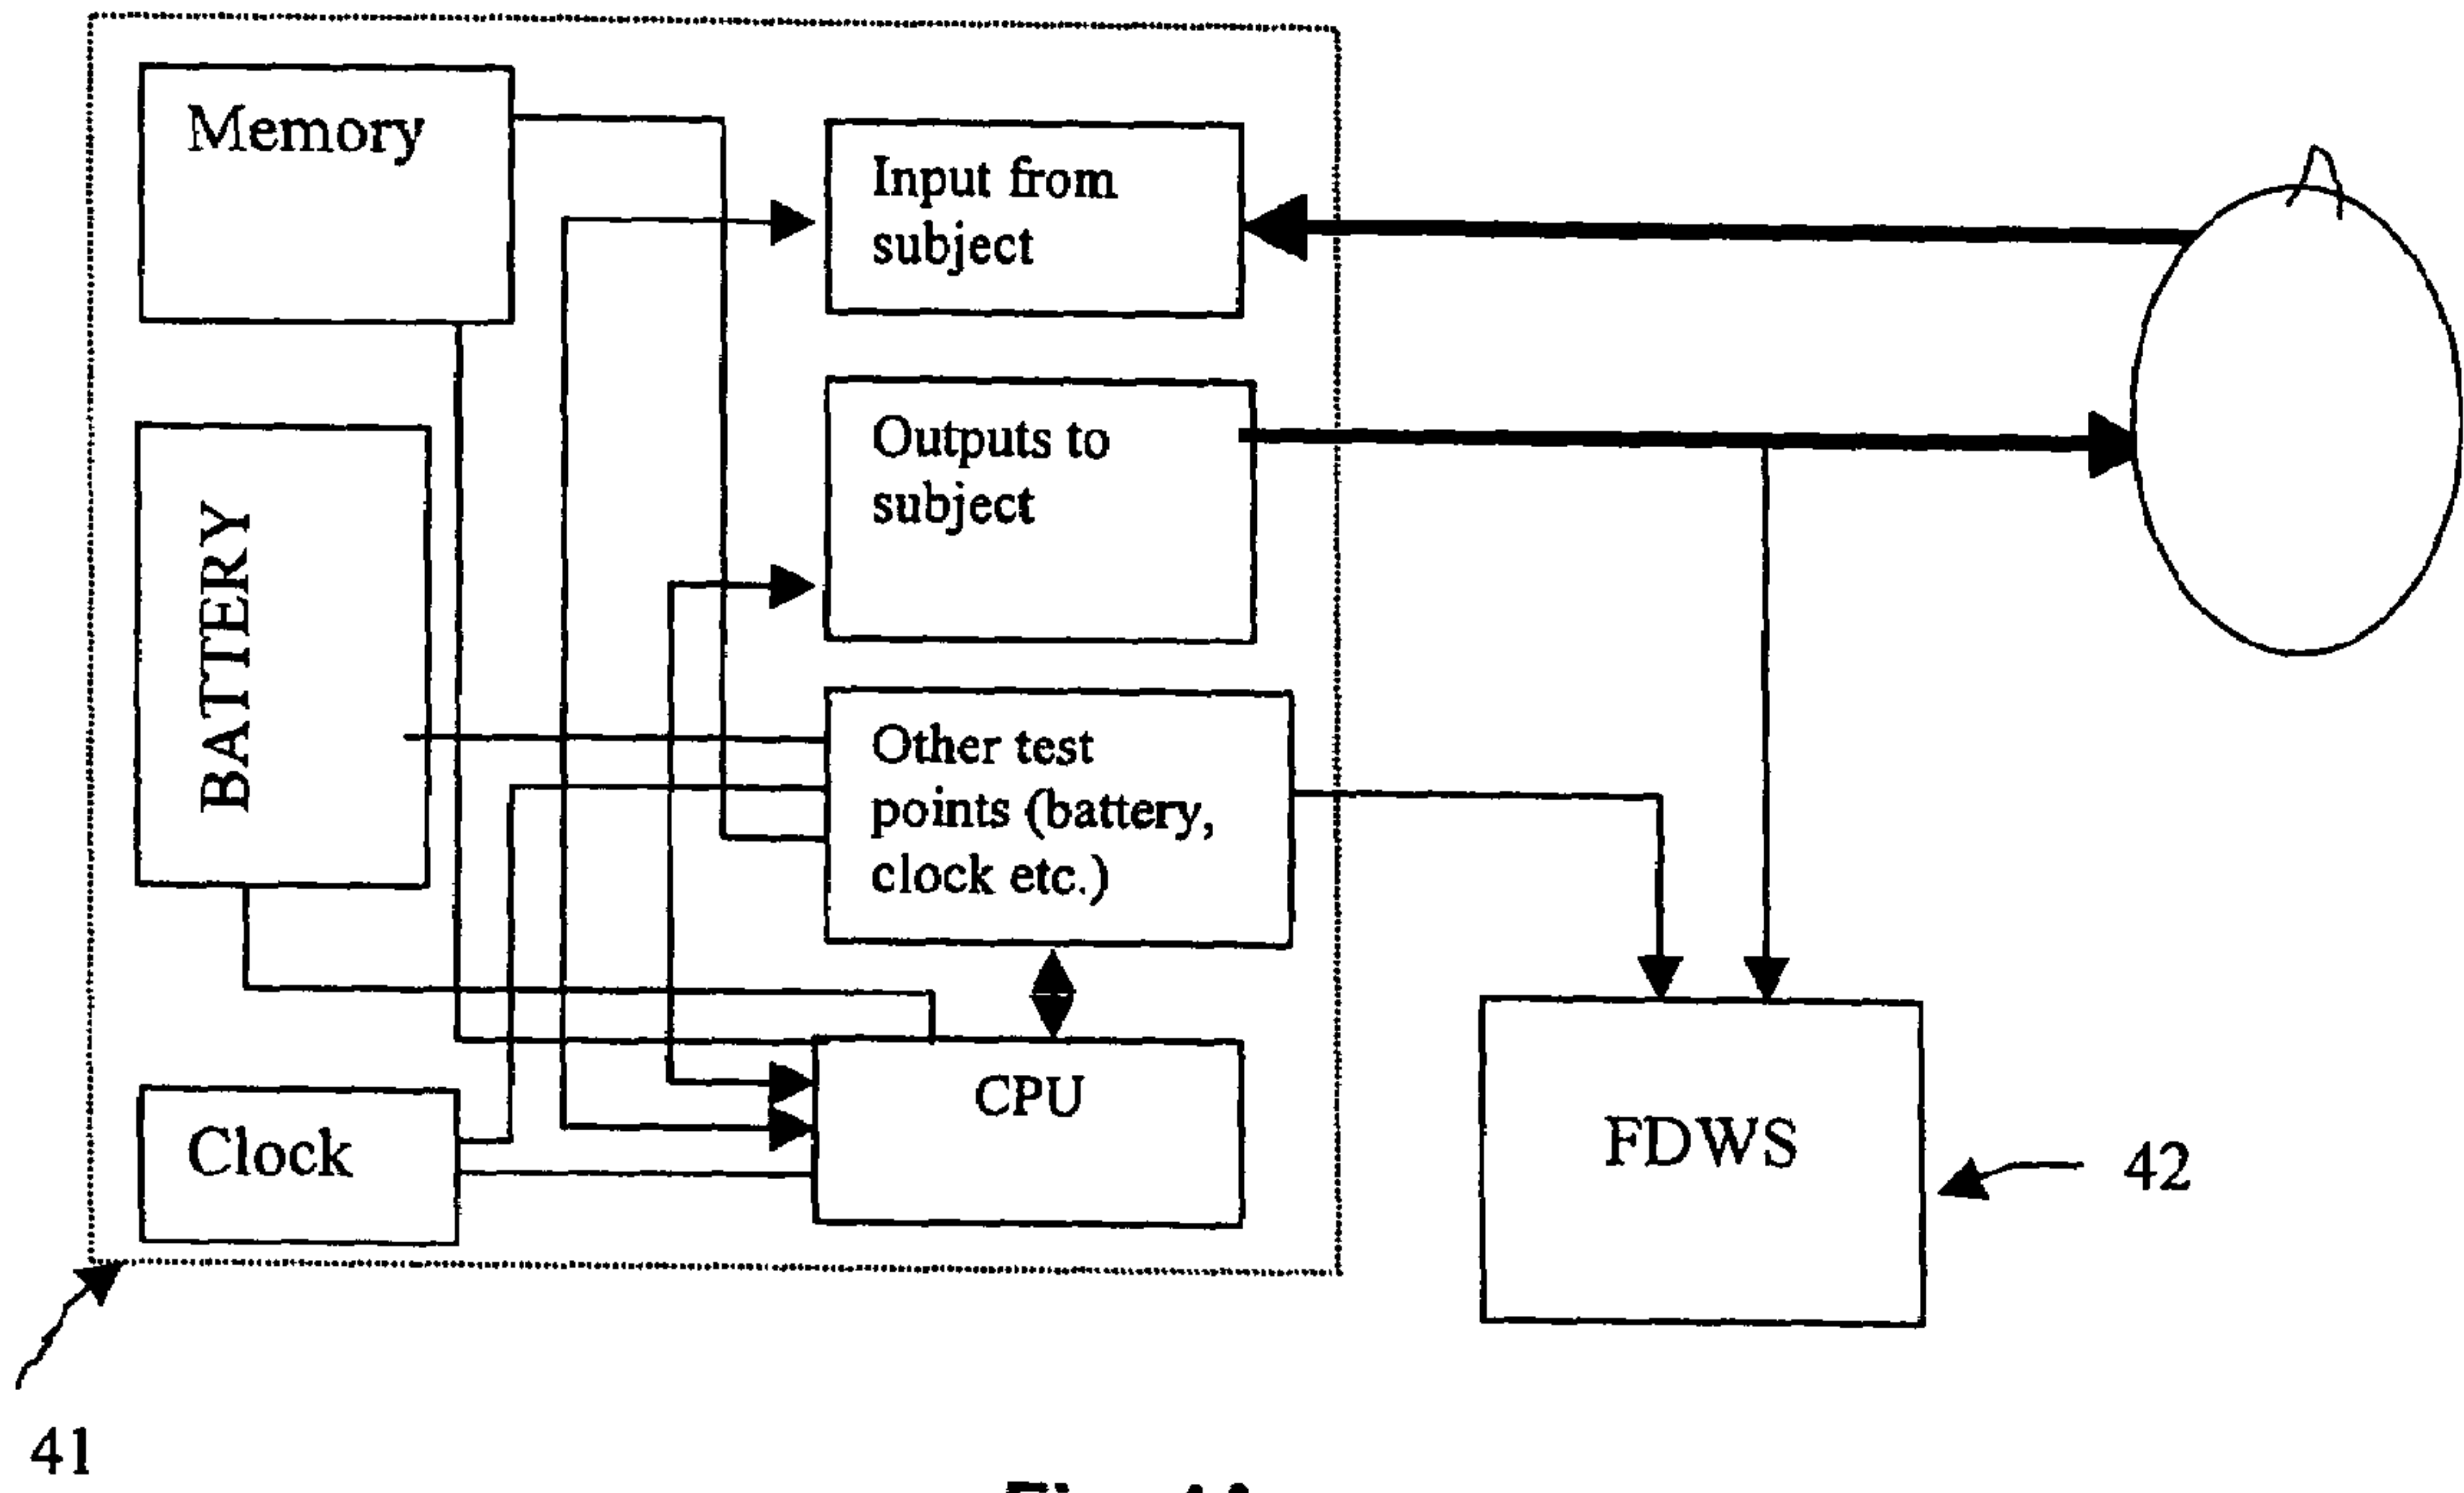 Memory
Input from
subject
Outputs to
subject
BATTERY
Other test
points (battery,
clock etc.)
CPU
Clock
FDWS
42
41